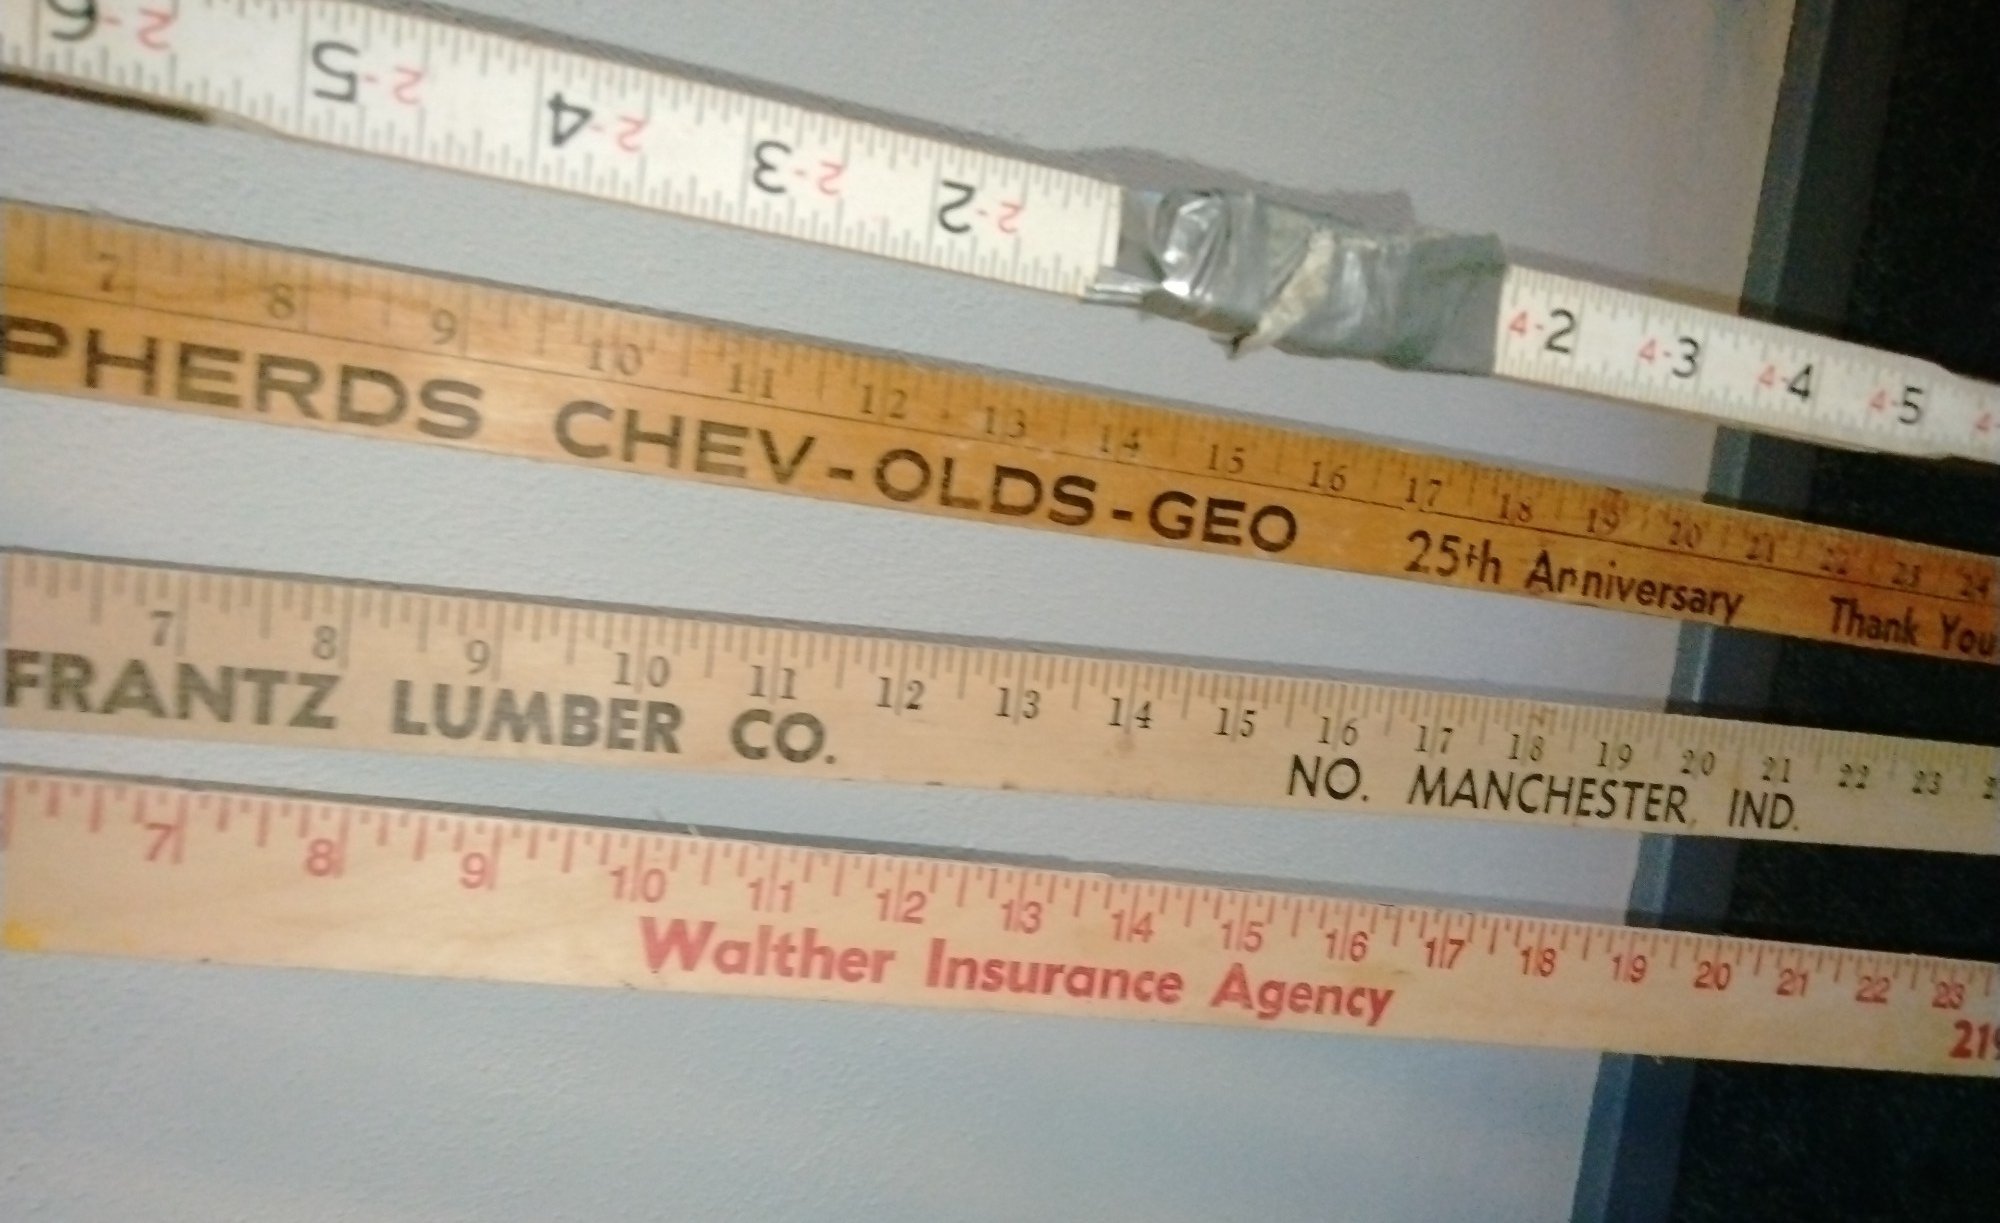 6 2- 5 2- 4 2- 3 2- 2 2-
4-2 4-3 4-4 4-5 4-
7 8 9 10 11 12 13 14 15 16 17 18 19 20 21 22 23 24
PHERDS CHEV-OLDS-GEO 25th Anniversary Thank You
7 8 9 10 11 12 13 14 15 16 17 18 19 20 21 22 23 2
FRANTZ LUMBER CO. NO. MANCHESTER, IND.
7 8 9 10 11 12 13 14 15 16 17 18 19 20 21 22 23
Walther Insurance Agency 219